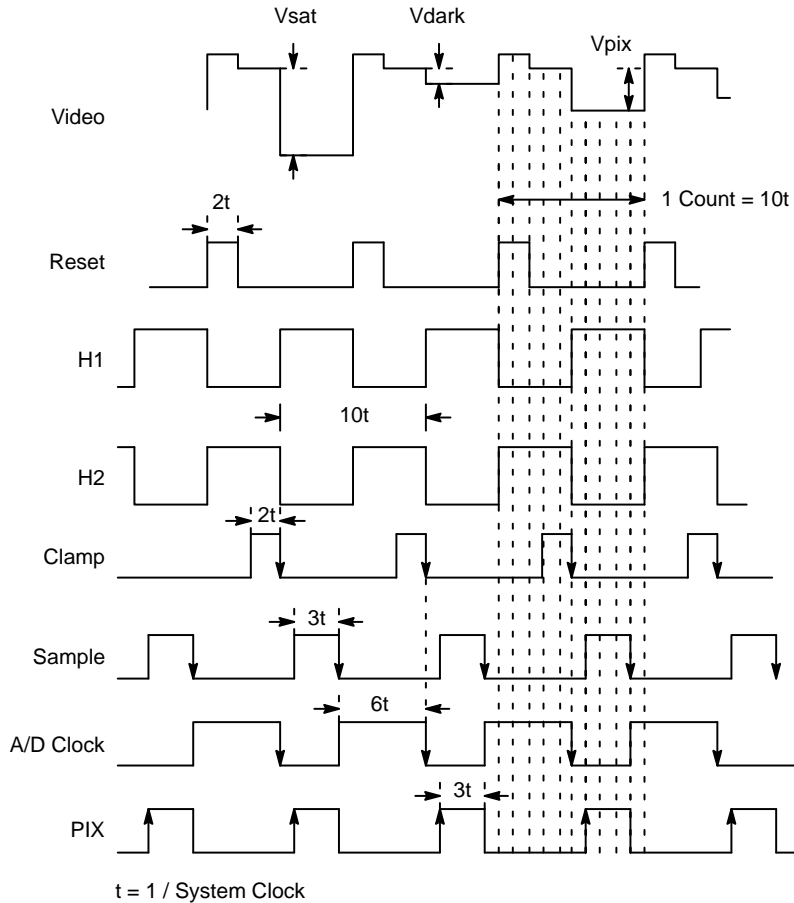 Vsat
Vdark
Vpix
Video
1 Count = 10t
2t
Reset
H1
10t
H2
2t
Clamp
3t
Sample
6t
A/D Clock
3t
PIX
t = 1 / System Clock